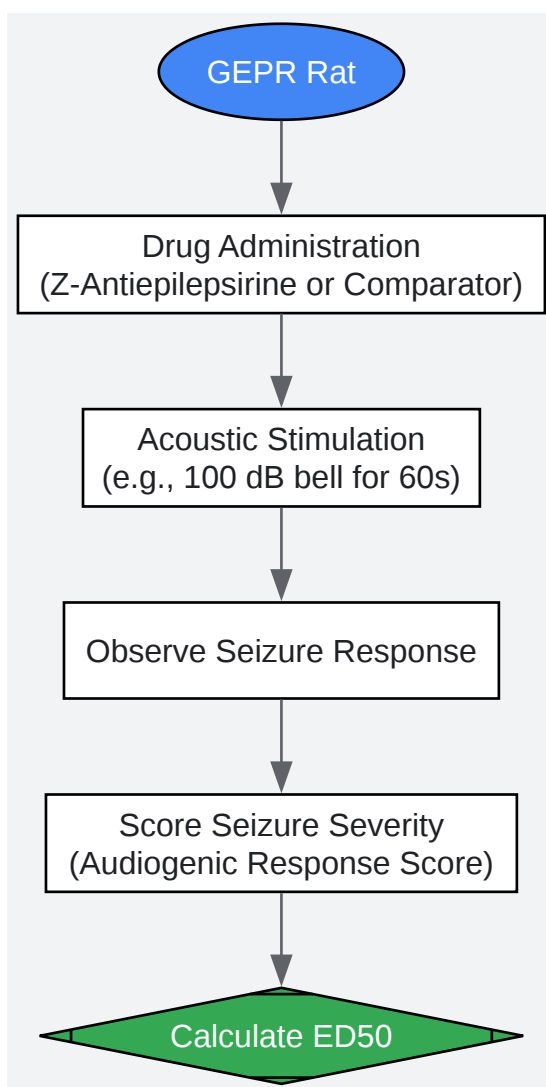 GEPR Rat
Drug Administration
(Z-Antiepilepsirine or Comparator)
Acoustic Stimulation
(e.g., 100 dB bell for 60s)
Observe Seizure Response
Score Seizure Severity
(Audiogenic Response Score)
Calculate ED50